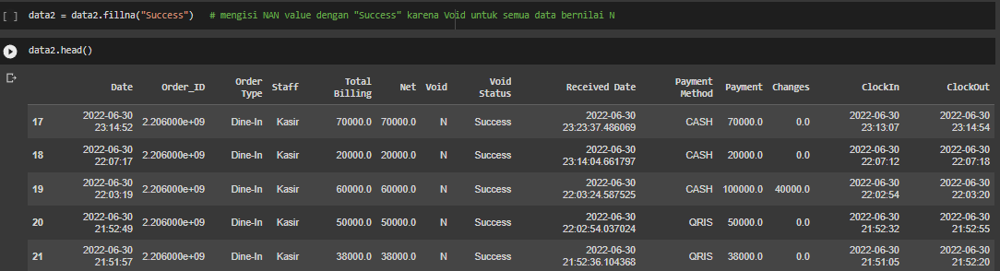 [ ] data2 = data2.fillna("Success") # mengisi NAN value dengan "Success" karena Void untuk semua data bernilai N
data2.head()
Date Order_ID Order Type Staff Total Billing Net Void Void Status Received Date Payment Method Payment Changes ClockIn ClockOut
17 2022-06-30 23:14:52 2.206000e+09 Dine-In Kasir 70000.0 70000.0 N Success 2022-06-30 23:23:37.486069 CASH 70000.0 0.0 2022-06-30 23:13:07 2022-06-30 23:14:54
18 2022-06-30 22:07:17 2.206000e+09 Dine-In Kasir 20000.0 20000.0 N Success 2022-06-30 23:14:04.661797 CASH 20000.0 0.0 2022-06-30 22:07:12 2022-06-30 22:07:18
19 2022-06-30 22:03:19 2.206000e+09 Dine-In Kasir 60000.0 60000.0 N Success 2022-06-30 22:03:24.587525 CASH 100000.0 40000.0 2022-06-30 22:02:54 2022-06-30 22:03:20
20 2022-06-30 21:52:49 2.206000e+09 Dine-In Kasir 50000.0 50000.0 N Success 2022-06-30 22:02:54.037024 QRIS 50000.0 0.0 2022-06-30 21:52:32 2022-06-30 21:52:55
21 2022-06-30 21:51:57 2.206000e+09 Dine-In Kasir 38000.0 38000.0 N Success 2022-06-30 21:52:36.104368 QRIS 38000.0 0.0 2022-06-30 21:51:05 2022-06-30 21:52:20